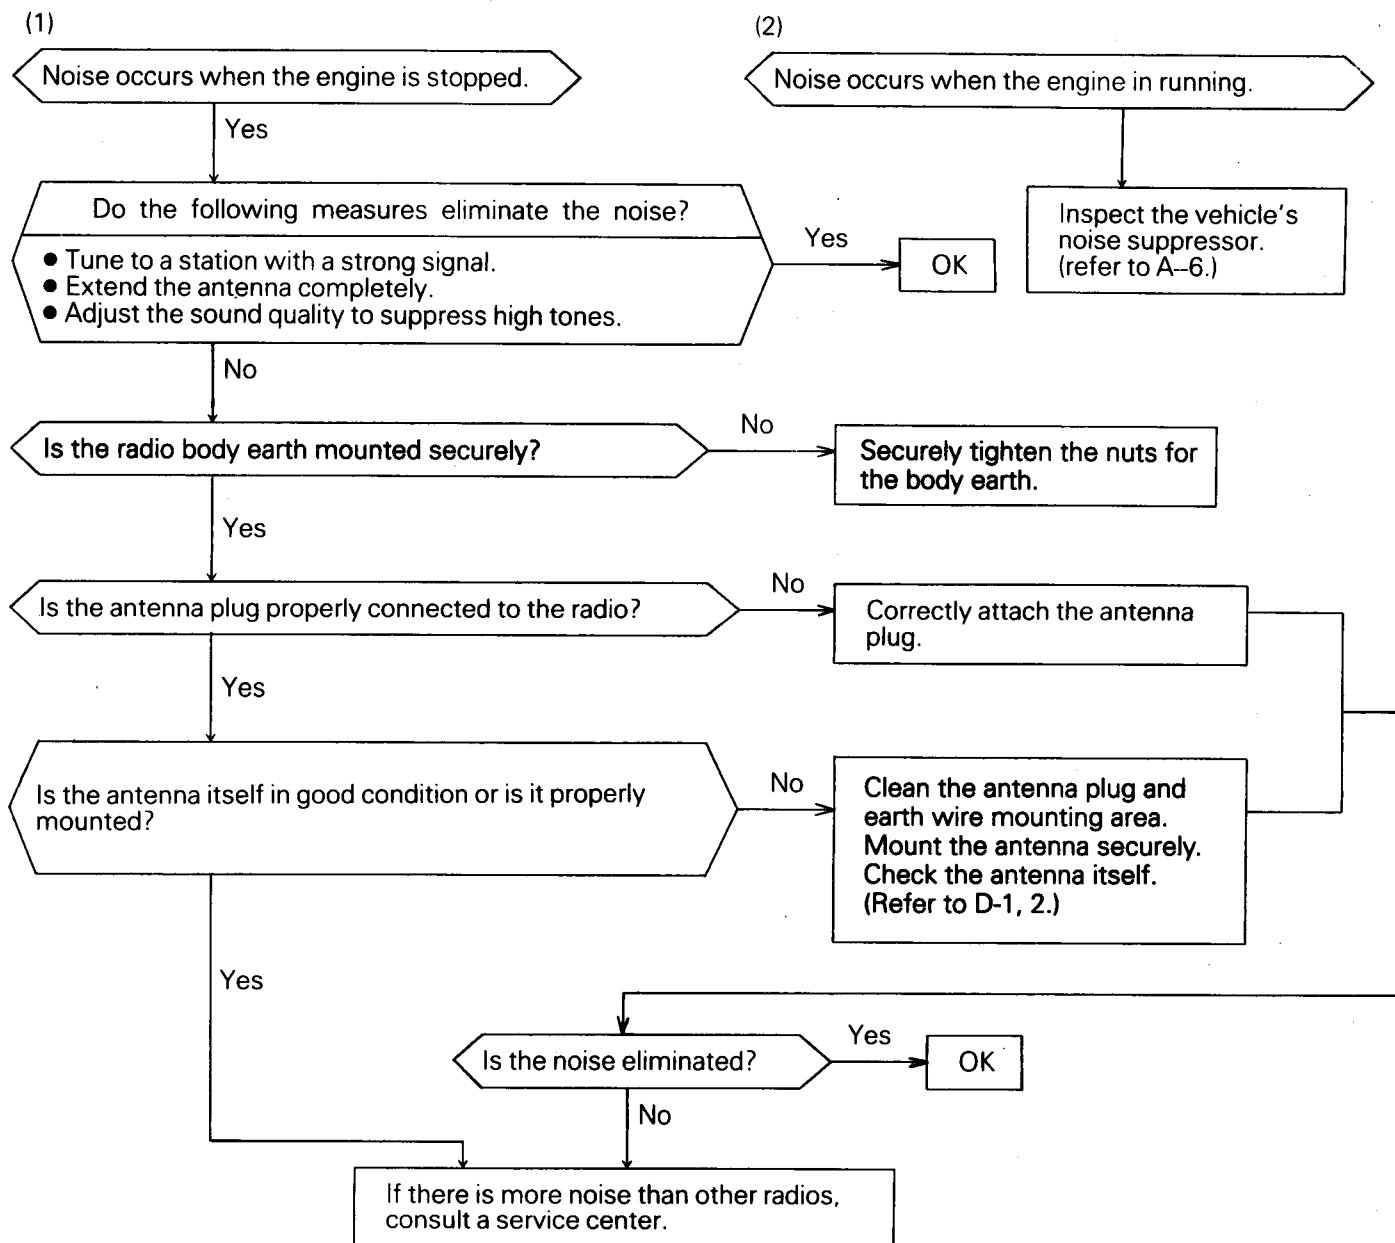 (1)
Noise occurs when the engine is stopped.
Yes
Do the following measures eliminate the noise?
● Tune to a station with a strong signal.
● Extend the antenna completely.
● Adjust the sound quality to suppress high tones.
Yes
OK
(2)
Noise occurs when the engine in running.
Inspect the vehicle's
noise suppressor.
(refer to A--6.)
No
Is the radio body earth mounted securely?
No
Securely tighten the nuts for
the body earth.
Yes
Is the antenna plug properly connected to the radio?
No
Correctly attach the antenna
plug.
Yes
Is the antenna itself in good condition or is it properly
mounted?
No
Clean the antenna plug and
earth wire mounting area.
Mount the antenna securely.
Check the antenna itself.
(Refer to D-1, 2.)
Yes
Is the noise eliminated?
Yes
OK
No
If there is more noise than other radios,
consult a service center.